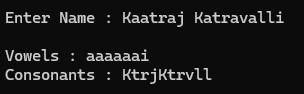 Enter Name : Kaatraj Katravalli
Vowels : aaaaaai
Consonants : KtrjKtrvll